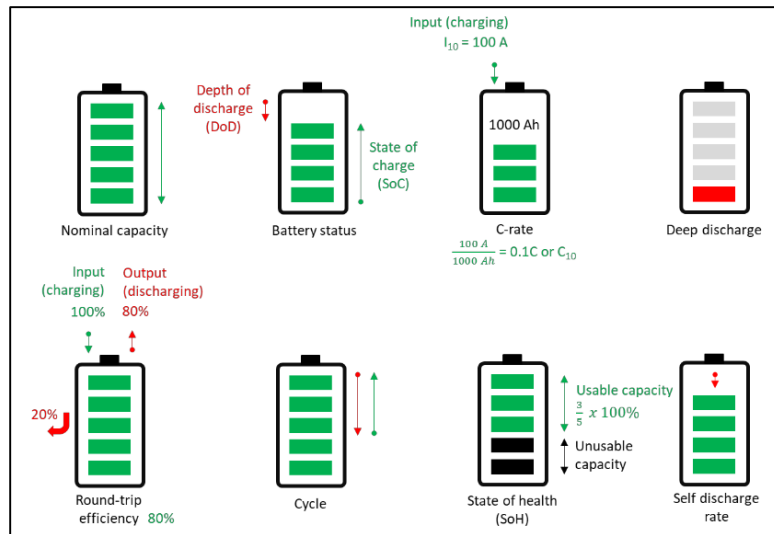 Input (charging)
I₁₀ = 100 A
Depth of
discharge
(DoD)
1000 Ah
State of
charge
(SoC)
Nominal capacity
Battery status
C-rate
Deep discharge
100 A
1000 Ah = 0.1C or C₁₀
Input
(charging)
100%
Output
(discharging)
80%
20%
Usable capacity
3
5 x 100%
Unusable
capacity
Round-trip
efficiency 80%
Cycle
State of health
(SoH)
Self discharge
rate